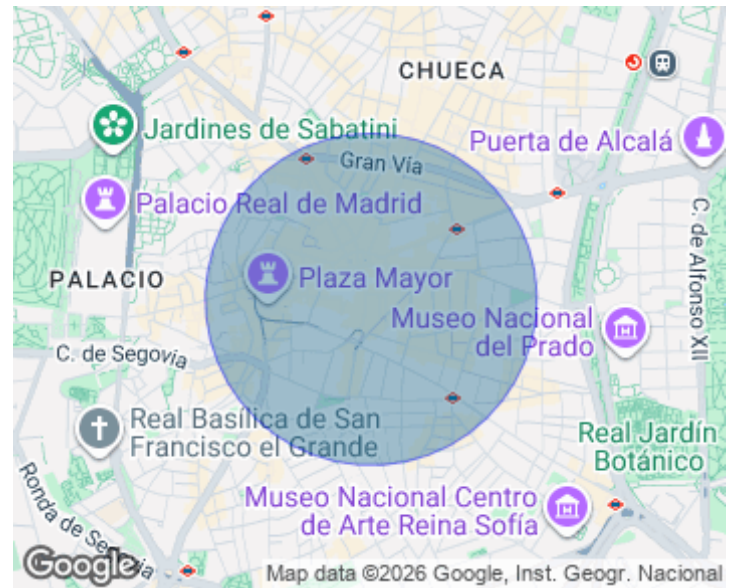 CHUECA
Jardines de Sabatini
Puerta de Alcalá
Gran Vía
Palacio Real de Madrid
C. de Alfonso XII
PALACIO
Plaza Mayor
Museo Nacional
del Prado
C. de Segovia
Real Basílica de San
Francisco el Grande
Real Jardín
Botánico
Ronda de Segovia
Museo Nacional Centro
de Arte Reina Sofía
Google
Map data ©2026 Google, Inst. Geogr. Nacional